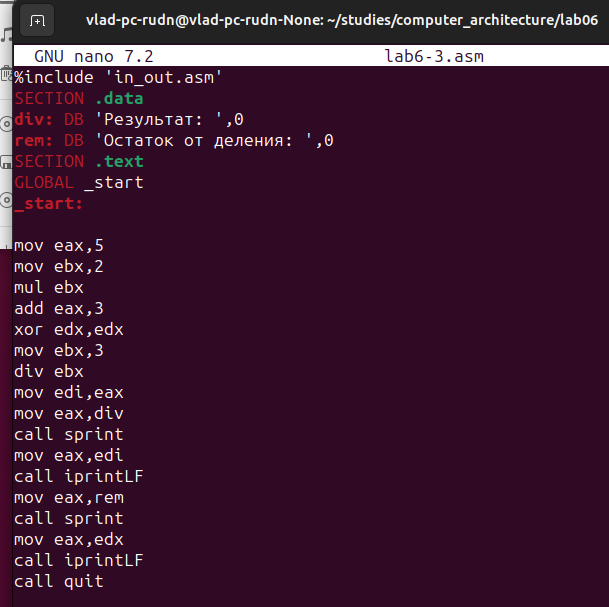 vlad-pc-rudn@vlad-pc-rudn-None: ~/studies/computer_architecture/lab06
GNU nano 7.2 lab6-3.asm
%include 'in_out.asm'
SECTION .data
div: DB 'Результат: ',0
rem: DB 'Остаток от деления: ',0
SECTION .text
GLOBAL _start
_start:
mov eax,5
mov ebx,2
mul ebx
add eax,3
xor edx,edx
mov ebx,3
div ebx
mov edi,eax
mov eax,div
call sprint
mov eax,edi
call iprintLF
mov eax,rem
call sprint
mov eax,edx
call iprintLF
call quit